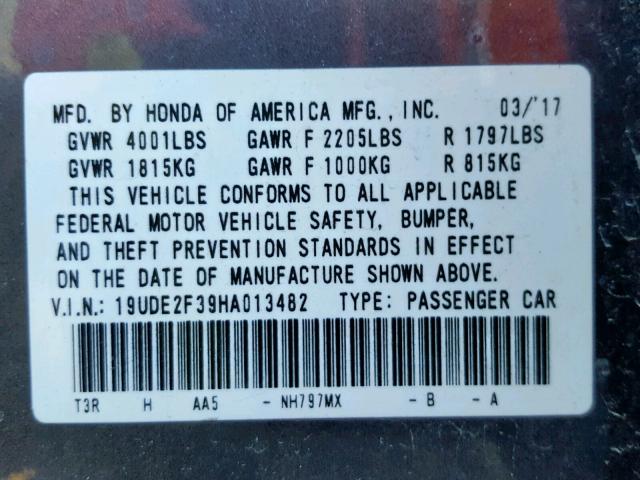 MFD. BY HONDA OF AMERICA MFG., INC. 03/'17
GVWR 4001LBS GAWR F 2205LBS R 1797LBS
GVWR 1815KG GAWR F 1000KG R 815KG
THIS VEHICLE CONFORMS TO ALL APPLICABLE
FEDERAL MOTOR VEHICLE SAFETY, BUMPER,
AND THEFT PREVENTION STANDARDS IN EFFECT
ON THE DATE OF MANUFACTURE SHOWN ABOVE.
V.I.N.: 19UDE2F39HA013482 TYPE: PASSENGER CAR
T3R H AA5 - NH797MX - B - A